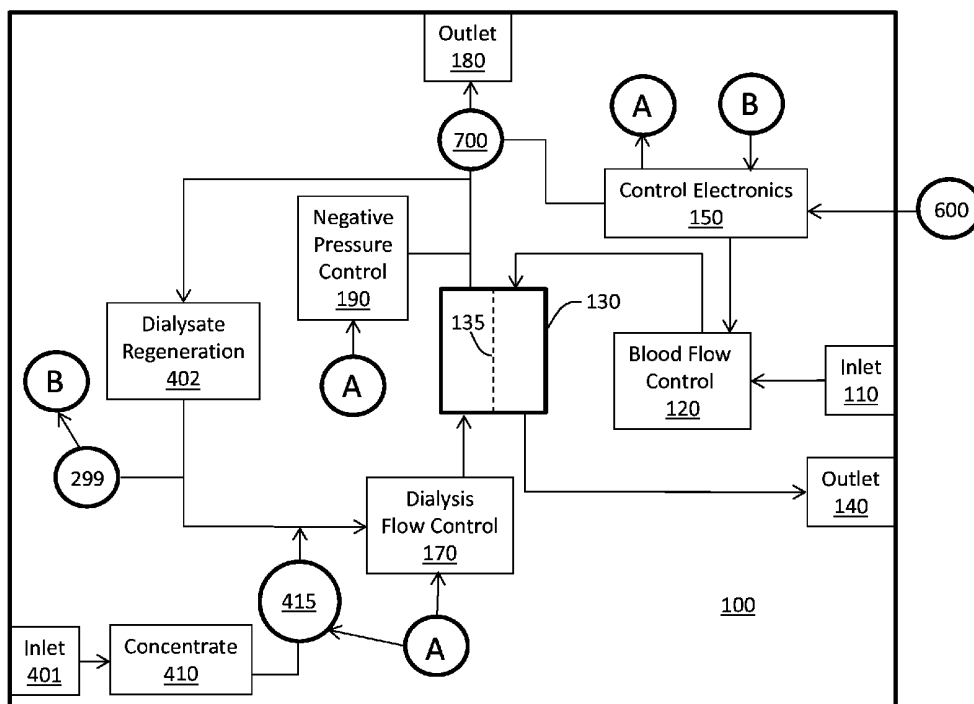 Outlet
180
A
B
700
Control Electronics
150
600
Negative
Pressure
Control
190
135
130
Dialysate
Regeneration
402
Blood Flow
Control
120
Inlet
110
B
A
299
Dialysis
Flow Control
170
Outlet
140
415
100
A
Inlet
401
Concentrate
410